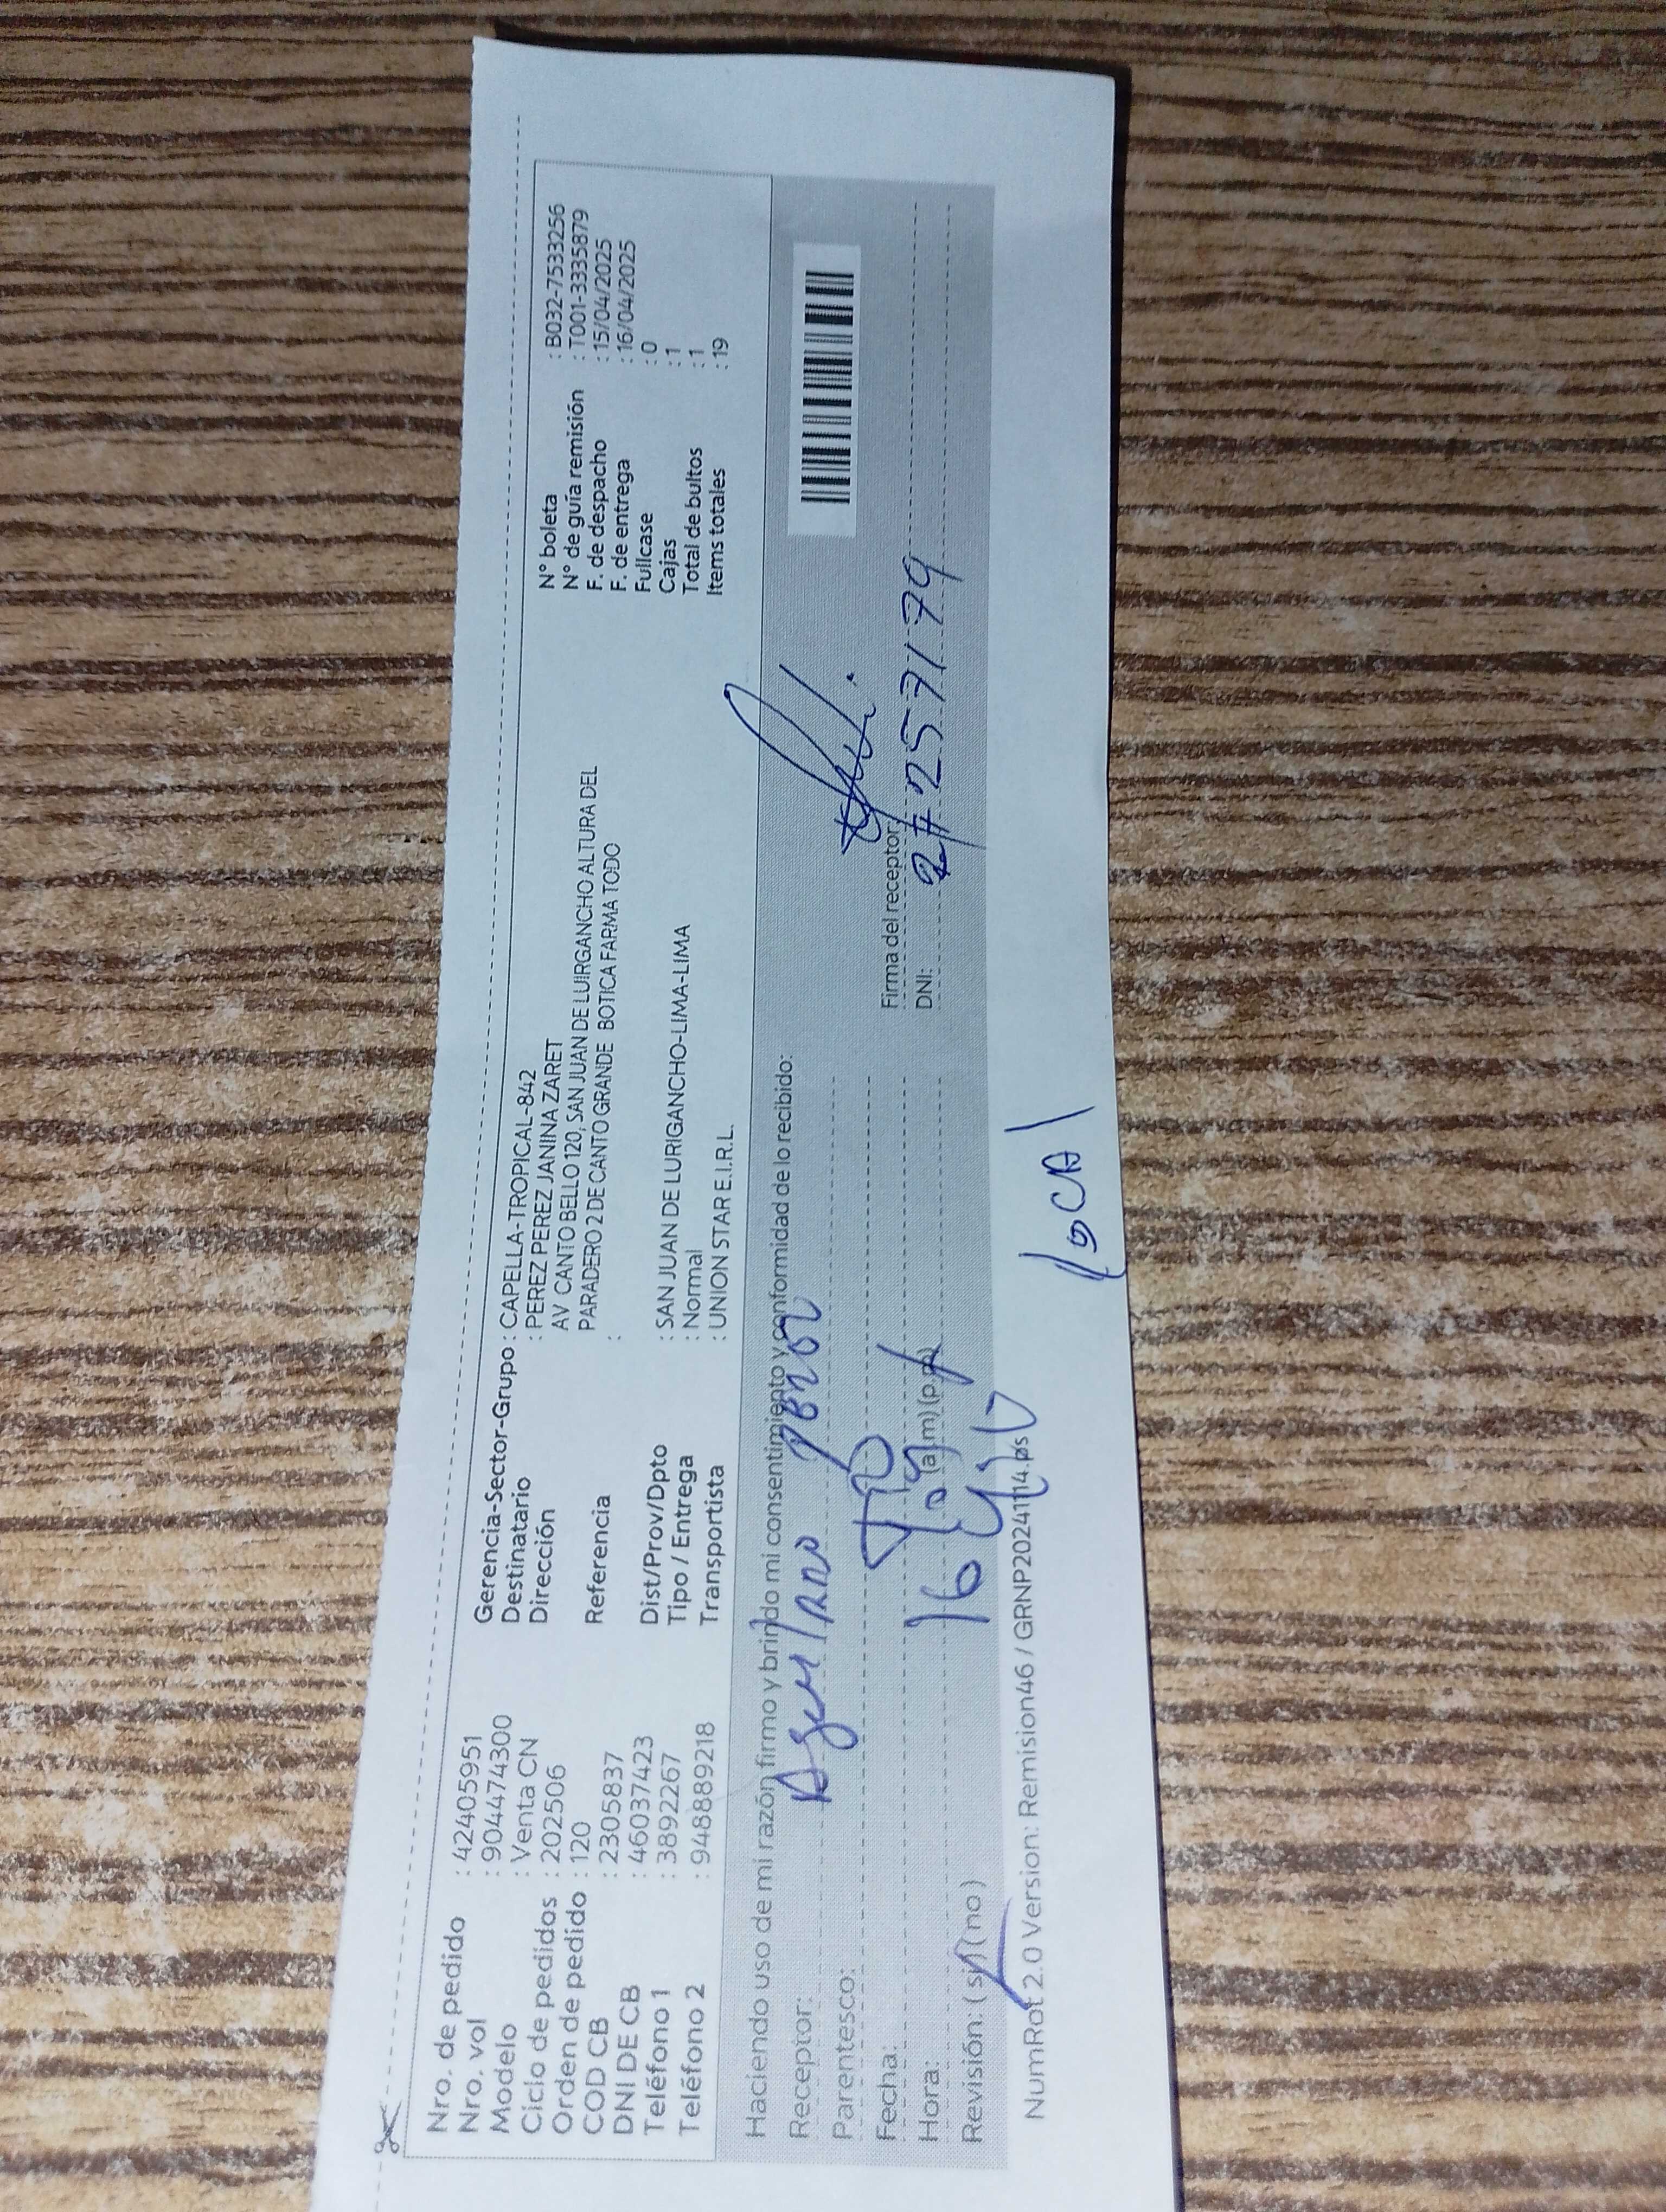 Nro. de pedido : 42405951
Nro. vol : 904474300
Modelo : Venta CN
Ciclo de pedidos : 202506
Orden de pedido : 120
COD CB : 23058​37
DNI DE CB : 46037423
Teléfono 1 : 3892267
Teléfono 2 : 948889218
Gerencia-Sector-Grupo : CAPELLA-TROPICAL-842
Destinatario : PEREZ PEREZ JANINA ZARET
Dirección AV CANTO BELLO 120, SAN JUAN DE LUIRGANCHO ALTURA DEL
PARADERO 2 DE CANTO GRANDE BOTICA FARMA TODO
Referencia :
Dist/Prov/Dpto : SAN JUAN DE LURIGANCHO-LIMA-LIMA
Tipo / Entrega : Normal
Transportista : UNION STAR E.I.R.L.
N° boleta : B032-7533256
N° de guía remisión : T001-3335879
F. de despacho : 15/04/2025
F. de entrega : 16/04/2025
Fullcase : 0
Cajas : 1
Total de bultos : 1
Items totales : 19
Haciendo uso de mi razón firmo y brindo mi consentimiento y conformidad de lo recibido:
Receptor:
Parentesco: Tio
Fecha:
Hora: (a.m) (p.m)
Revisión: (si) (no)
Firma del receptor:
DNI:
NumRot 2.0 Version: Remision46 / GRNP20241114.ps